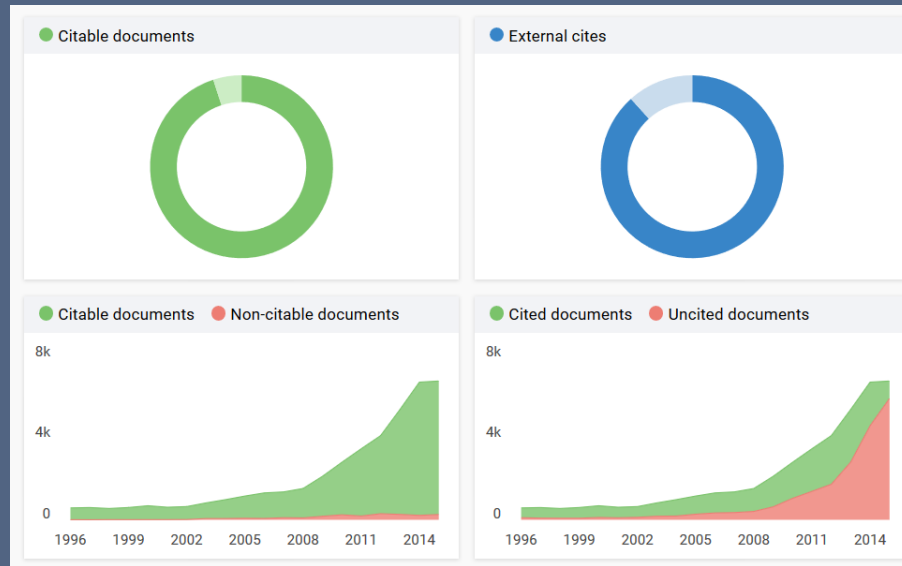 Citable documents
External cites
Citable documents Non-citable documents
8k
4k
0
1996 1999 2002 2005 2008 2011 2014
Cited documents Uncited documents
8k
4k
0
1996 1999 2002 2005 2008 2011 2014